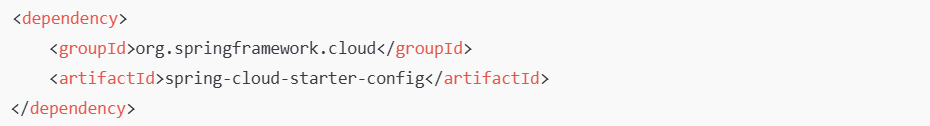 <dependency>
    <groupId>org.springframework.cloud</groupId>
    <artifactId>spring-cloud-starter-config</artifactId>
</dependency>